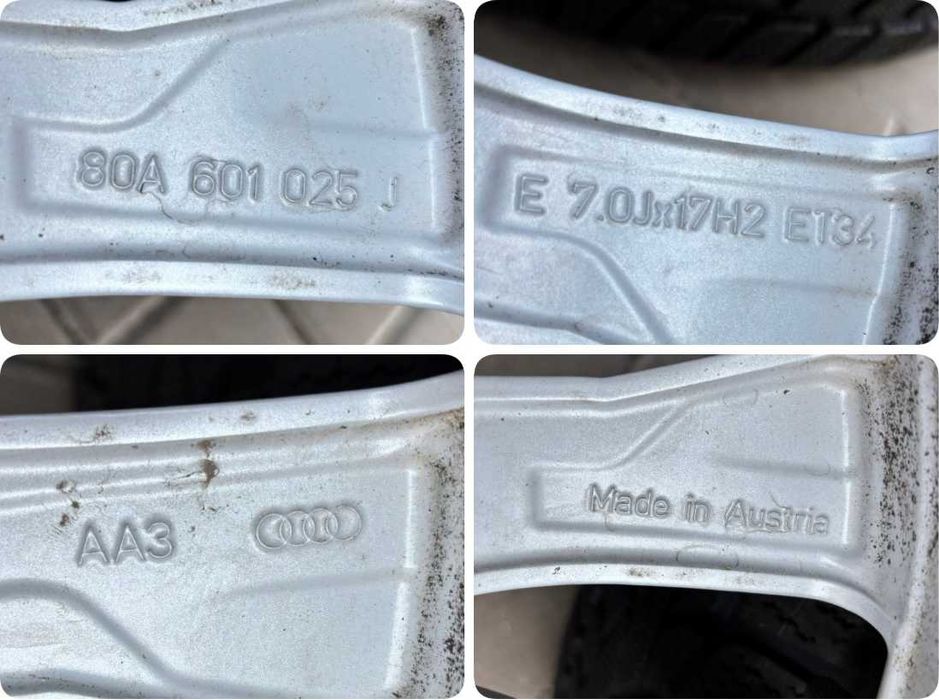 80A 601 025 J
E 7.0Jx17H2 ET34
AA3
Made in Austria